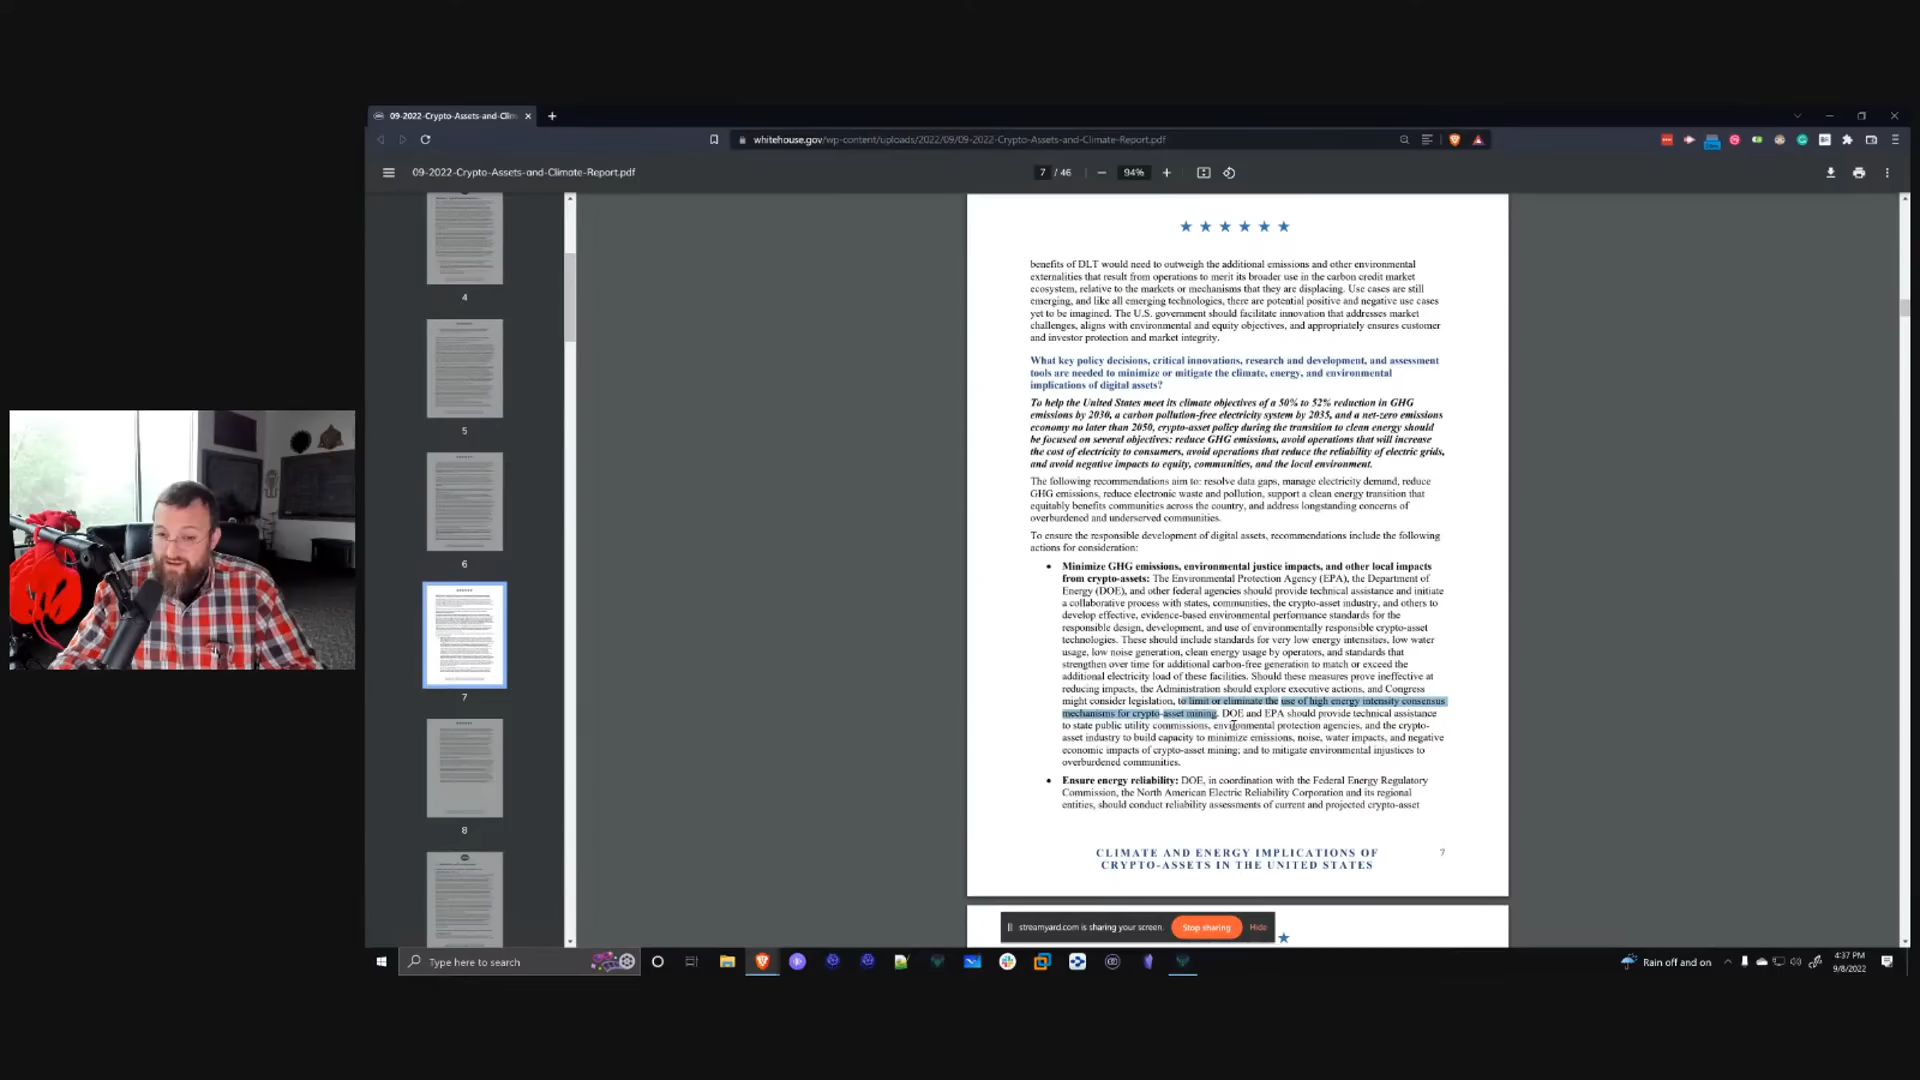 09-2022-Crypto-Assets-and-Clim
whitehouse.gov/wp-content/uploads/2022/09/09-2022-Crypto-Assets-and-Climate-Report.pdf
09-2022-Crypto-Assets-and-Climate-Report.pdf
7 / 46
94%
4
5
6
7
8
benefits of DLT would need to outweigh the additional emissions and other environmental
externalities that result from operations to merit its broader use in the carbon credit market
ecosystem, relative to the markets or mechanisms that they are displacing. Use cases are still
emerging, and like all emerging technologies, there are potential positive and negative use cases
yet to be imagined. The U.S. government should facilitate innovation that addresses market
challenges, aligns with environmental and equity objectives, and appropriately ensures customer
and investor protection and market integrity.
What key policy decisions, critical innovations, research and development, and assessment
tools are needed to minimize or mitigate the climate, energy, and environmental
implications of digital assets?
To help the United States meet its climate objectives of a 50% to 52% reduction in GHG
emissions by 2030, a carbon pollution-free electricity system by 2035, and a net-zero emissions
economy no later than 2050, crypto-asset policy during the transition to clean energy should
be focused on several objectives: reduce GHG emissions, avoid operations that will increase
the cost of electricity to consumers, avoid operations that reduce the reliability of electric grids,
and avoid negative impacts to equity, communities, and the local environment.
The following recommendations aim to: resolve data gaps, manage electricity demand, reduce
GHG emissions, reduce electronic waste and pollution, support a clean energy transition that
equitably benefits communities across the country, and address longstanding concerns of
overburdened and underserved communities.
To ensure the responsible development of digital assets, recommendations include the following
actions for consideration:
• Minimize GHG emissions, environmental justice impacts, and other local impacts
from crypto-assets: The Environmental Protection Agency (EPA), the Department of
Energy (DOE), and other federal agencies should provide technical assistance and initiate
a collaborative process with states, communities, the crypto-asset industry, and others to
develop effective, evidence-based environmental performance standards for the
responsible design, development, and use of environmentally responsible crypto-asset
technologies. These should include standards for very low energy intensities, low water
usage, low noise generation, clean energy usage by operators, and standards that
strengthen over time for additional carbon-free generation to match or exceed the
additional electricity load of these facilities. Should these measures prove ineffective at
reducing impacts, the Administration should explore executive actions, and Congress
might consider legislation, to limit or eliminate the use of high energy intensity consensus
mechanisms for crypto-asset mining. DOE and EPA should provide technical assistance
to state public utility commissions, environmental protection agencies, and the crypto-
asset industry to build capacity to minimize emissions, noise, water impacts, and negative
economic impacts of crypto-asset mining; and to mitigate environmental injustices to
overburdened communities.
• Ensure energy reliability: DOE, in coordination with the Federal Energy Regulatory
Commission, the North American Electric Reliability Corporation and its regional
entities, should conduct reliability assessments of current and projected crypto-asset
CLIMATE AND ENERGY IMPLICATIONS OF
CRYPTO-ASSETS IN THE UNITED STATES
7
streamyard.com is sharing your screen.
Stop sharing
Hide
Type here to search
Rain off and on
4:37 PM
9/8/2022